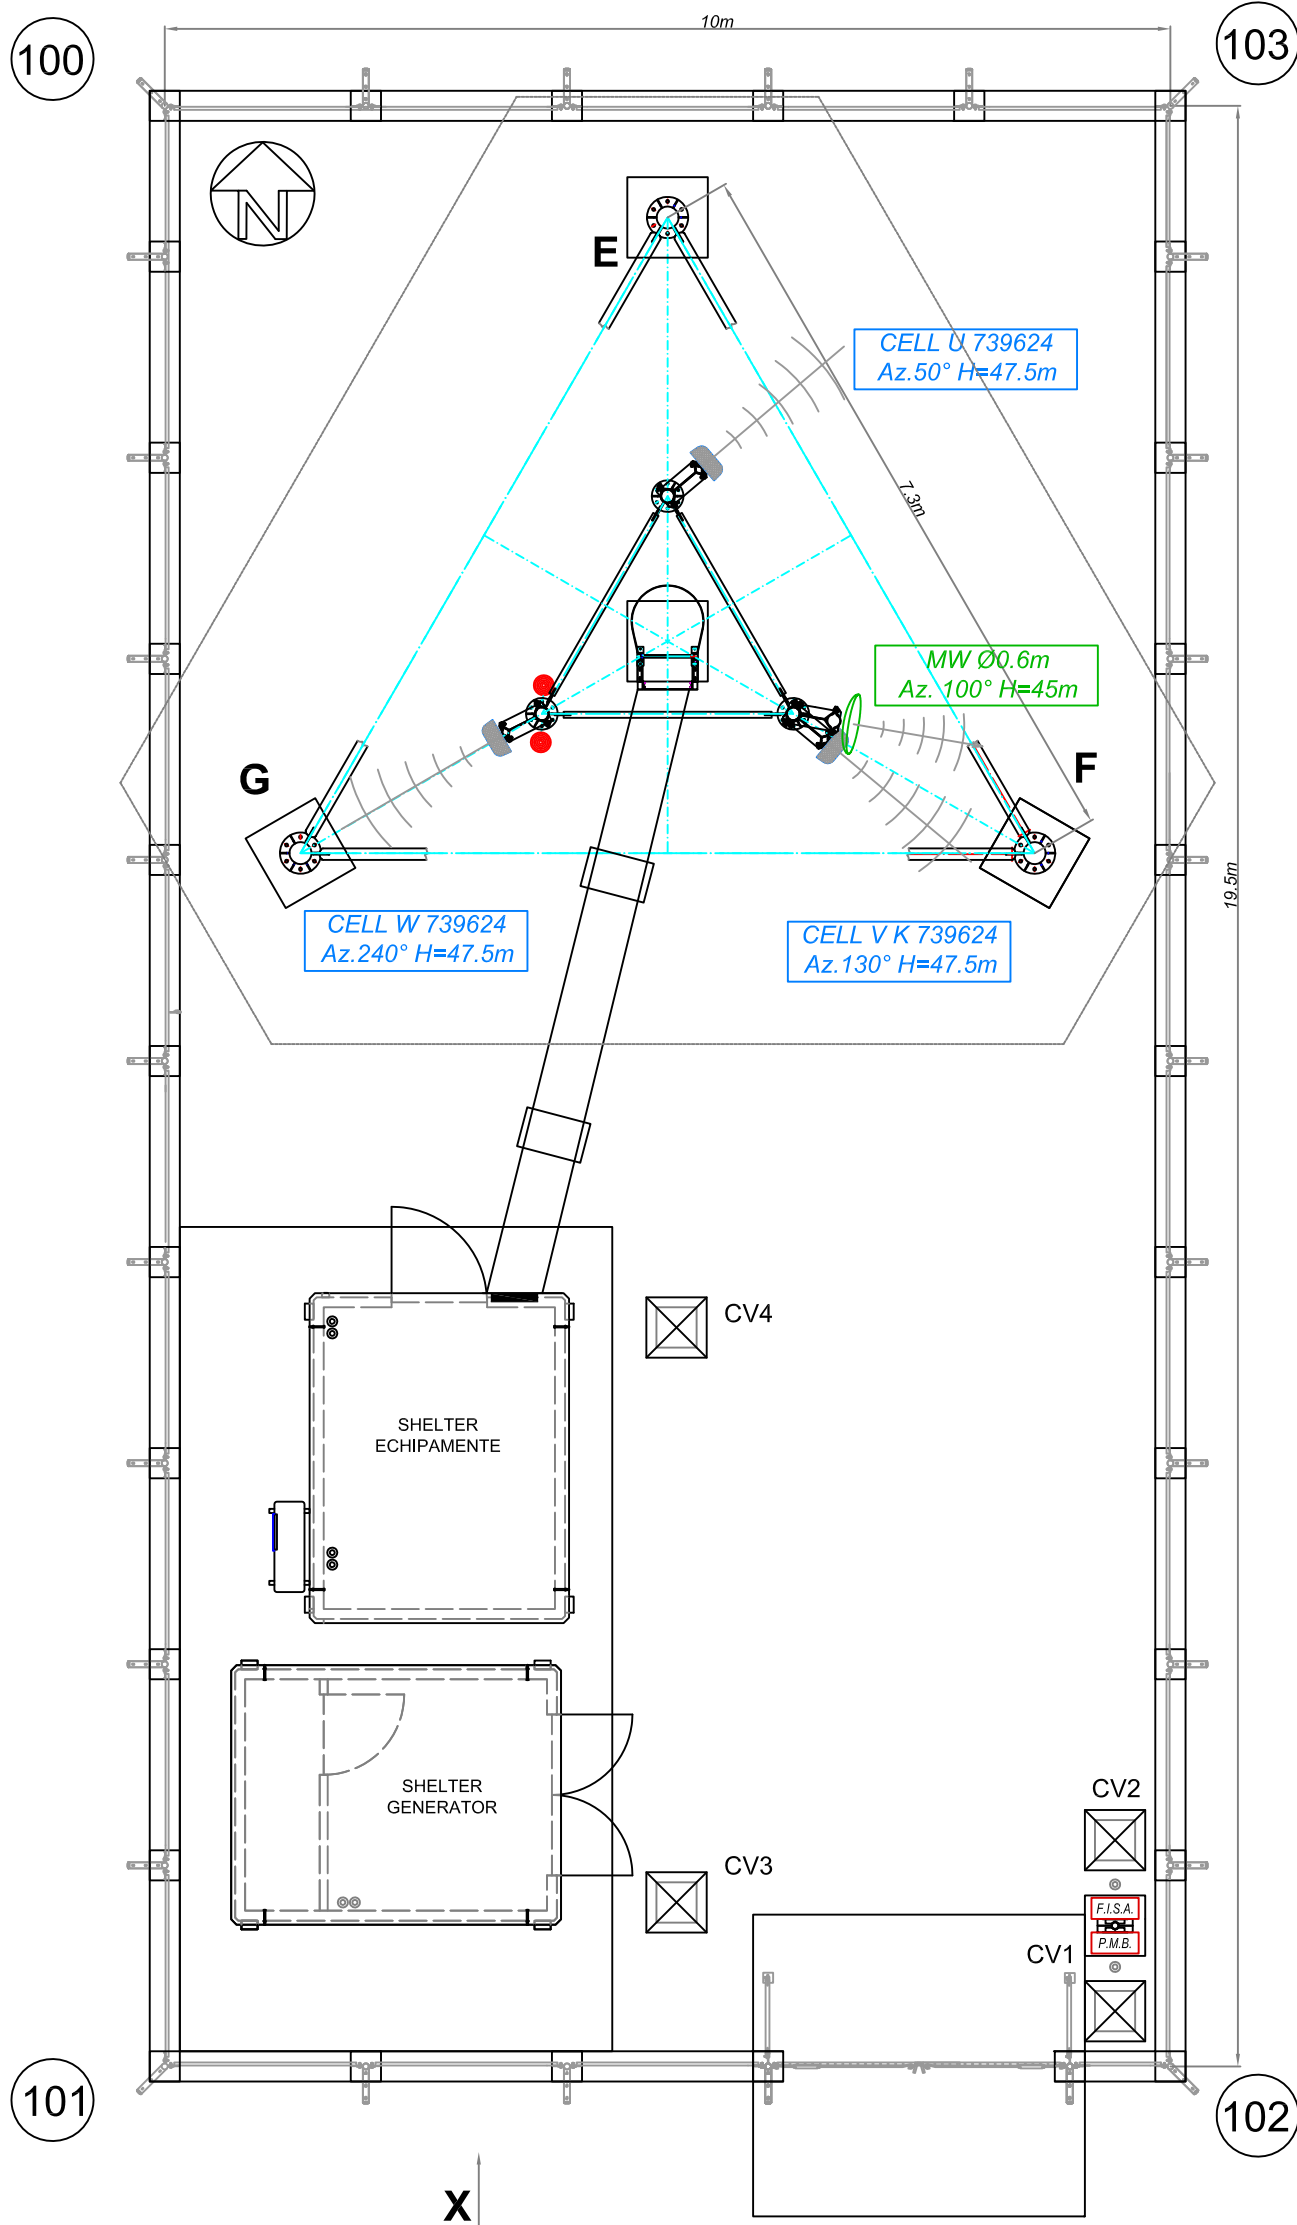 10m
100
103
N
E
CELL U 739624
Az.50° H=47.5m
7.3m
MW Ø0.6m
Az. 100° H=45m
G
F
19.5m
CELL W 739624
Az.240° H=47.5m
CELL V K 739624
Az.130° H=47.5m
CV4
SHELTER
ECHIPAMENTE
SHELTER
GENERATOR
CV2
CV3
F.I.S.A.
P.M.B.
CV1
101
102
X